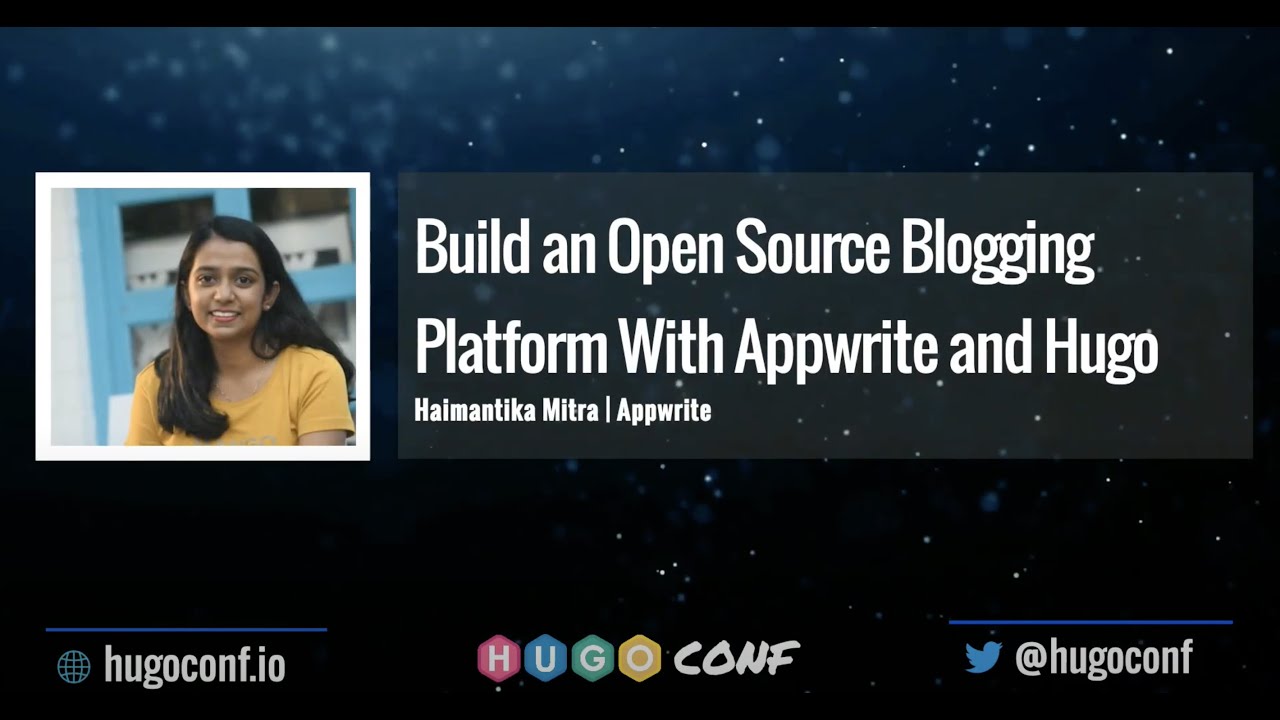 Build an Open Source Blogging
Platform With Appwrite and Hugo
Haimantika Mitra | Appwrite
hugoconf.io
HUGO CONF
@hugoconf